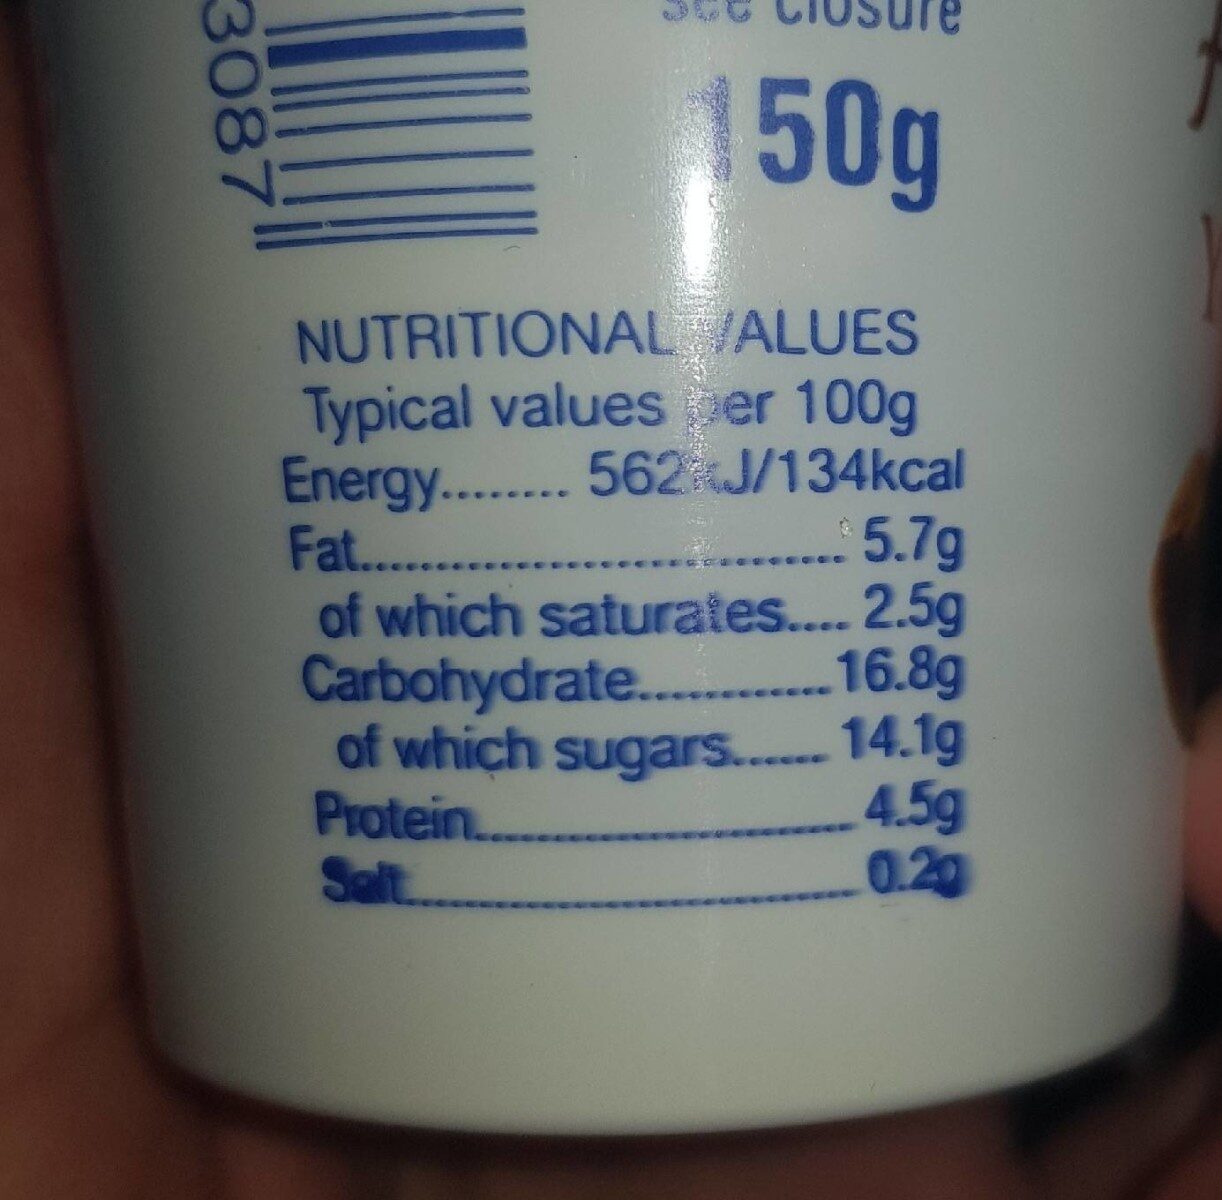 3087
see closure
150g
NUTRITIONAL VALUES
Typical values per 100g
Energy........ 562kJ/134kcal
Fat................................ 5.7g
of which saturates.... 2.5g
Carbohydrate............. 16.8g
of which sugars...... 14.1g
Protein......................... 4.5g
Salt.............................. 0.2g